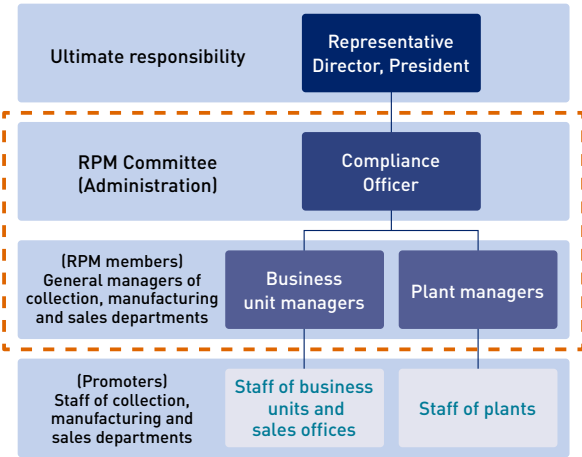 Ultimate responsibility
Representative
Director, President
RPM Committee
(Administration)
Compliance
Officer
(RPM members)
General managers of
collection, manufacturing
and sales departments
Business
unit managers
Plant managers
(Promoters)
Staff of collection,
manufacturing and
sales departments
Staff of business
units and
sales offices
Staff of plants